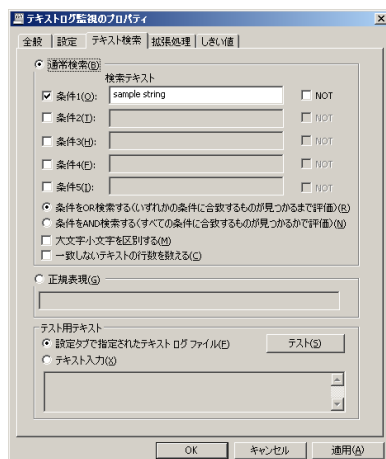 テキストログ監視のプロパティ
全般 設定 テキスト検索 拡張処理 しきい値
通常検索(B)
検索テキスト
条件1(O): sample string NOT
条件2(T): NOT
条件3(H): NOT
条件4(F): NOT
条件5(I): NOT
条件をOR検索する(いずれかの条件に合致するものが見つかるまで評価)(R)
条件をAND検索する(すべての条件に合致するものが見つかるかで評価)(N)
大文字小文字を区別する(M)
一致しないテキストの行数を数える(C)
正規表現(G)
テスト用テキスト
設定タブで指定されたテキスト ログ ファイル(F) テスト(S)
テキスト入力(X)
OK キャンセル 適用(A)